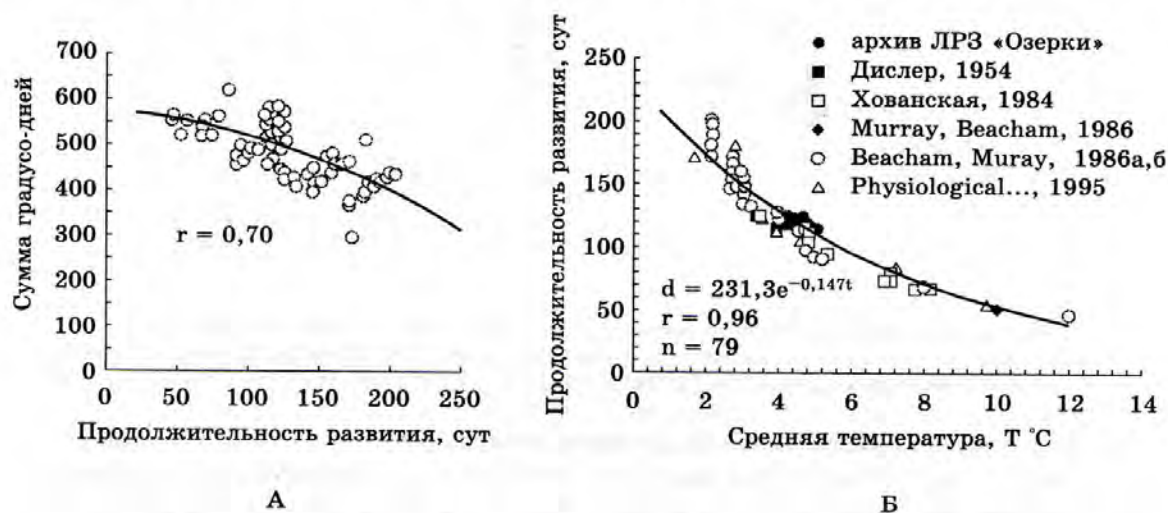 Сумма градусо-дней
700
600
500
400
300
200
100
0
r = 0,70
0 50 100 150 200 250
Продолжительность развития, сут
А
Продолжительность развития, сут
250
200
150
100
50
0
архив ЛРЗ «Озерки»
Дислер, 1954
Хованская, 1984
Murray, Beacham, 1986
Beacham, Muray, 1986а,б
Physiological..., 1995
d = 231,3e–0,147t
r = 0,96
n = 79
0 2 4 6 8 10 12 14
Средняя температура, Т °С
Б